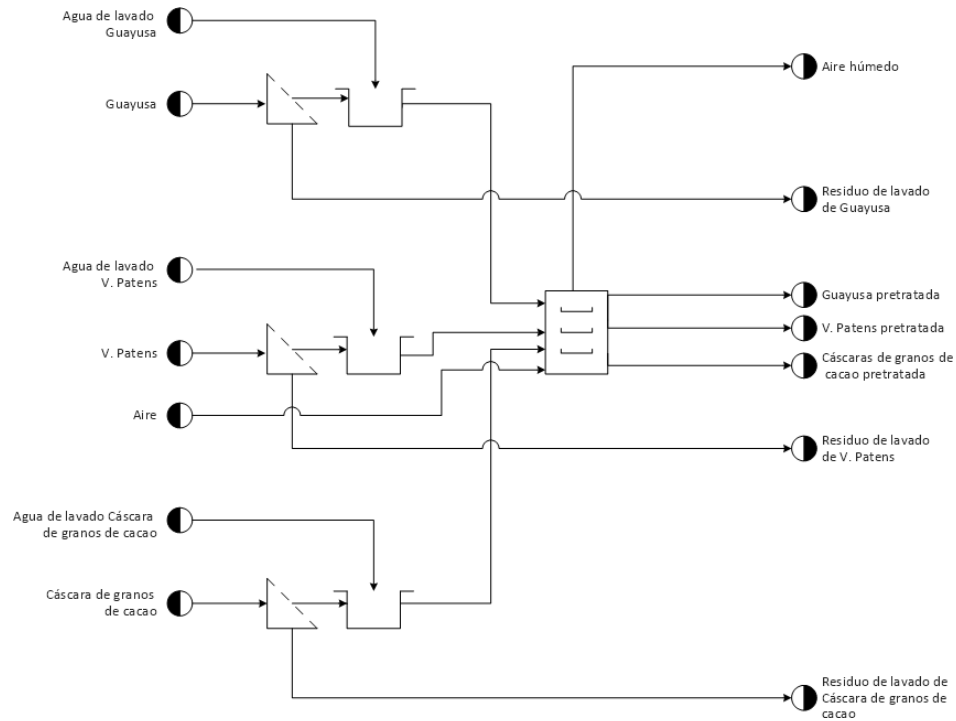 Agua de lavado
Guayusa
Guayusa
Aire húmedo
Residuo de lavado
de Guayusa
Agua de lavado
V. Patens
V. Patens
Aire
Guayusa pretratada
V. Patens pretratada
Cáscaras de granos de
cacao pretratada
Residuo de lavado
de V. Patens
Agua de lavado Cáscara
de granos de cacao
Cáscara de granos
de cacao
Residuo de lavado de
Cáscara de granos de
cacao